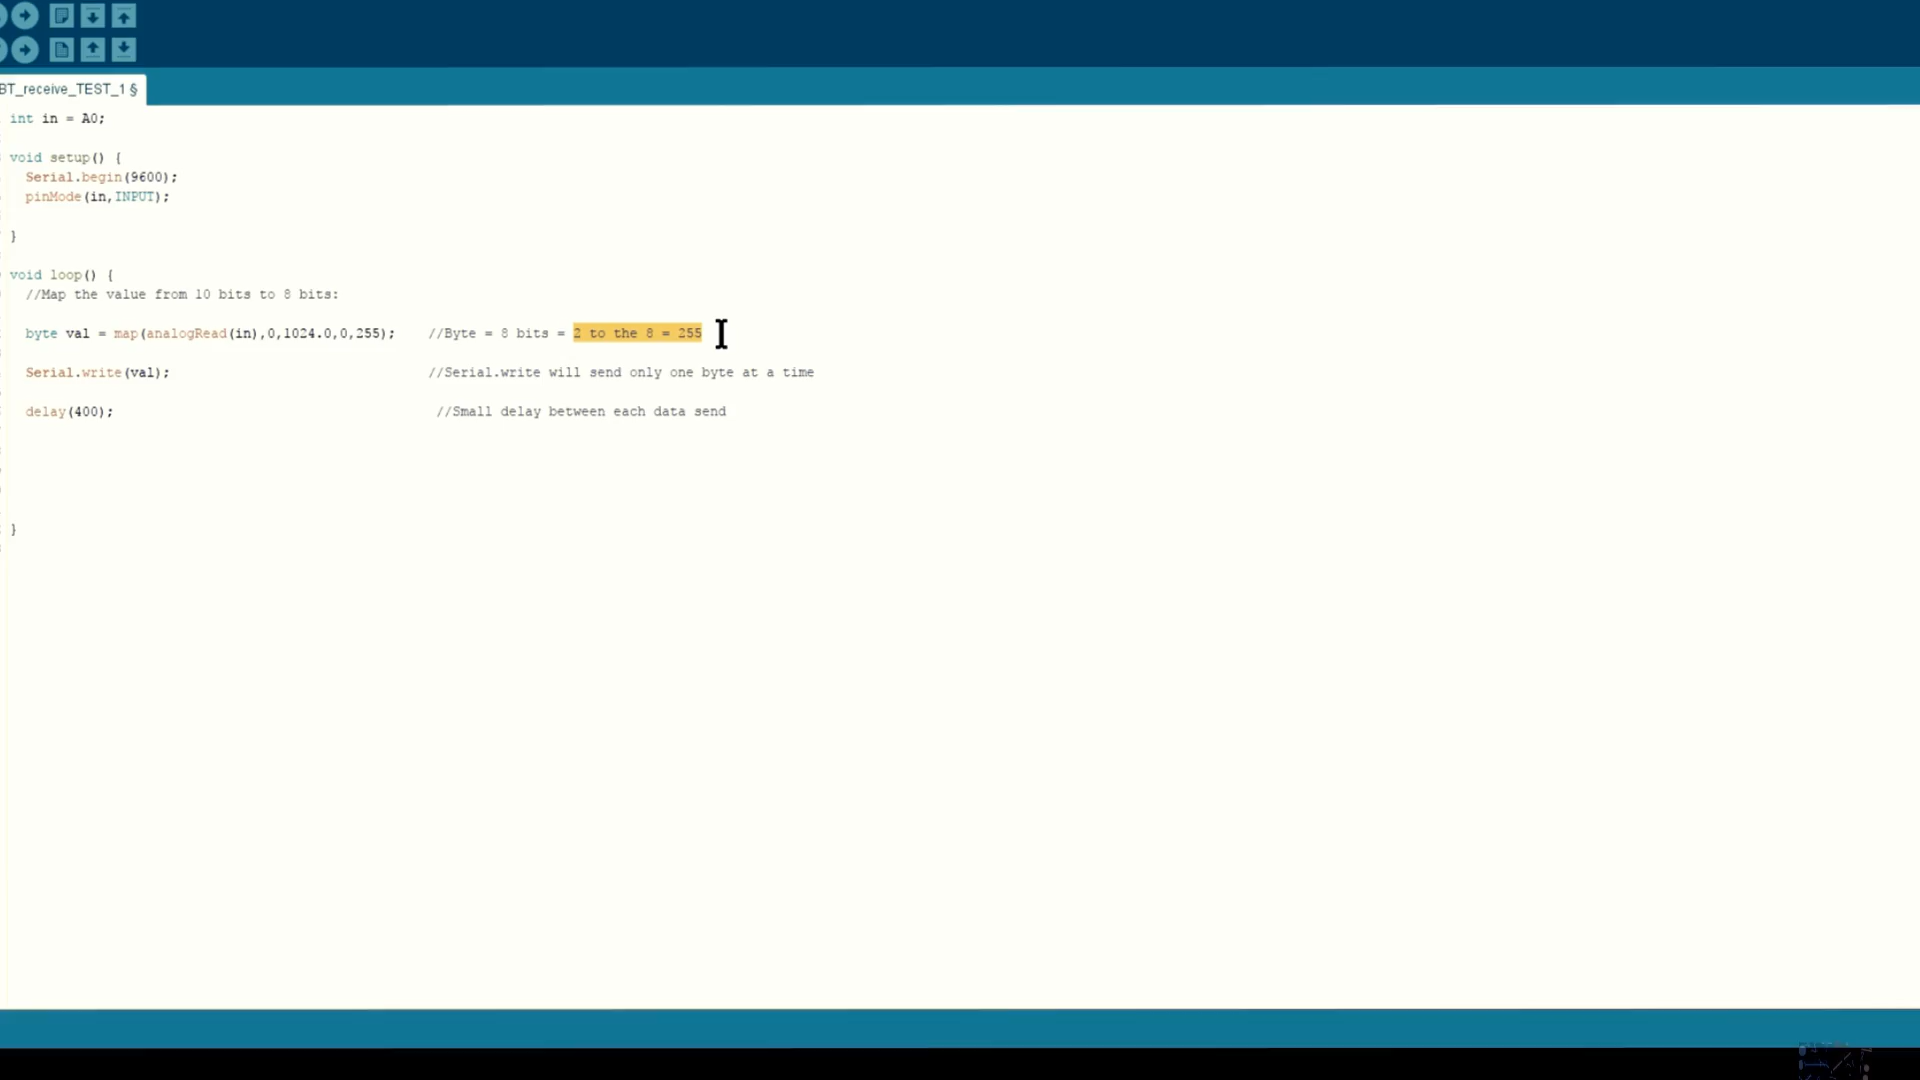 BT_receive_TEST_1 §
int in = A0;
void setup() {
Serial.begin(9600);
pinMode(in,INPUT);
}
void loop() {
//Map the value from 10 bits to 8 bits:
byte val = map(analogRead(in),0,1024.0,0,255); //Byte = 8 bits = 2 to the 8 = 255
Serial.write(val); //Serial.write will send only one byte at a time
delay(400); //Small delay between each data send
}